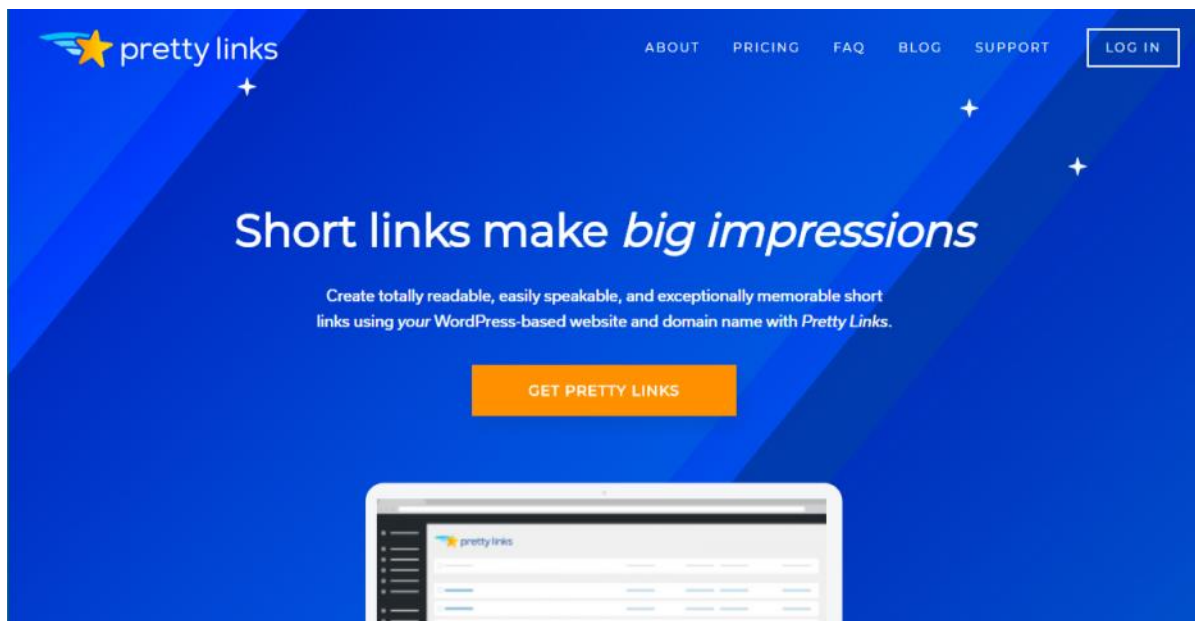 pretty links
ABOUT PRICING FAQ BLOG SUPPORT LOG IN
Short links make big impressions
Create totally readable, easily speakable, and exceptionally memorable short
links using your WordPress-based website and domain name with Pretty Links.
GET PRETTY LINKS
pretty links